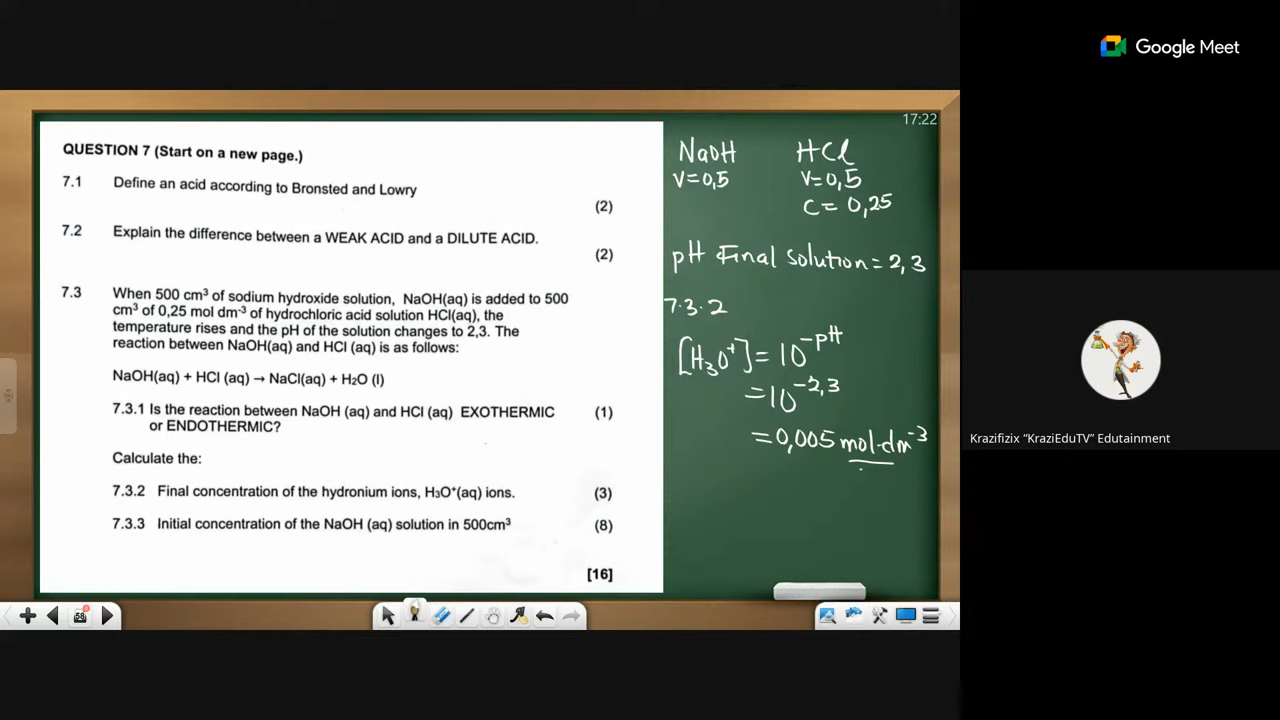 Google Meet
17:22
QUESTION 7 (Start on a new page.)
7.1 Define an acid according to Bronsted and Lowry
(2)
7.2 Explain the difference between a WEAK ACID and a DILUTE ACID.
(2)
7.3 When 500 cm³ of sodium hydroxide solution, NaOH(aq) is added to 500
cm³ of 0,25 mol dm⁻³ of hydrochloric acid solution HCl(aq), the
temperature rises and the pH of the solution changes to 2,3. The
reaction between NaOH(aq) and HCl (aq) is as follows:
NaOH(aq) + HCl (aq) → NaCl(aq) + H₂O (l)
7.3.1 Is the reaction between NaOH (aq) and HCl (aq) EXOTHERMIC (1)
or ENDOTHERMIC?
Calculate the:
7.3.2 Final concentration of the hydronium ions, H₃O⁺(aq) ions. (3)
7.3.3 Initial concentration of the NaOH (aq) solution in 500cm³ (8)
[16]
NaOH HCl
V=0,5 V=0,5
C= 0,25
pH Final solution = 2,3
7.3.2
[H₃O⁺] = 10⁻ᵖᴴ
= 10⁻²,³
= 0,005 mol.dm⁻³
58
Krazifizix “KraziEduTV” Edutainment